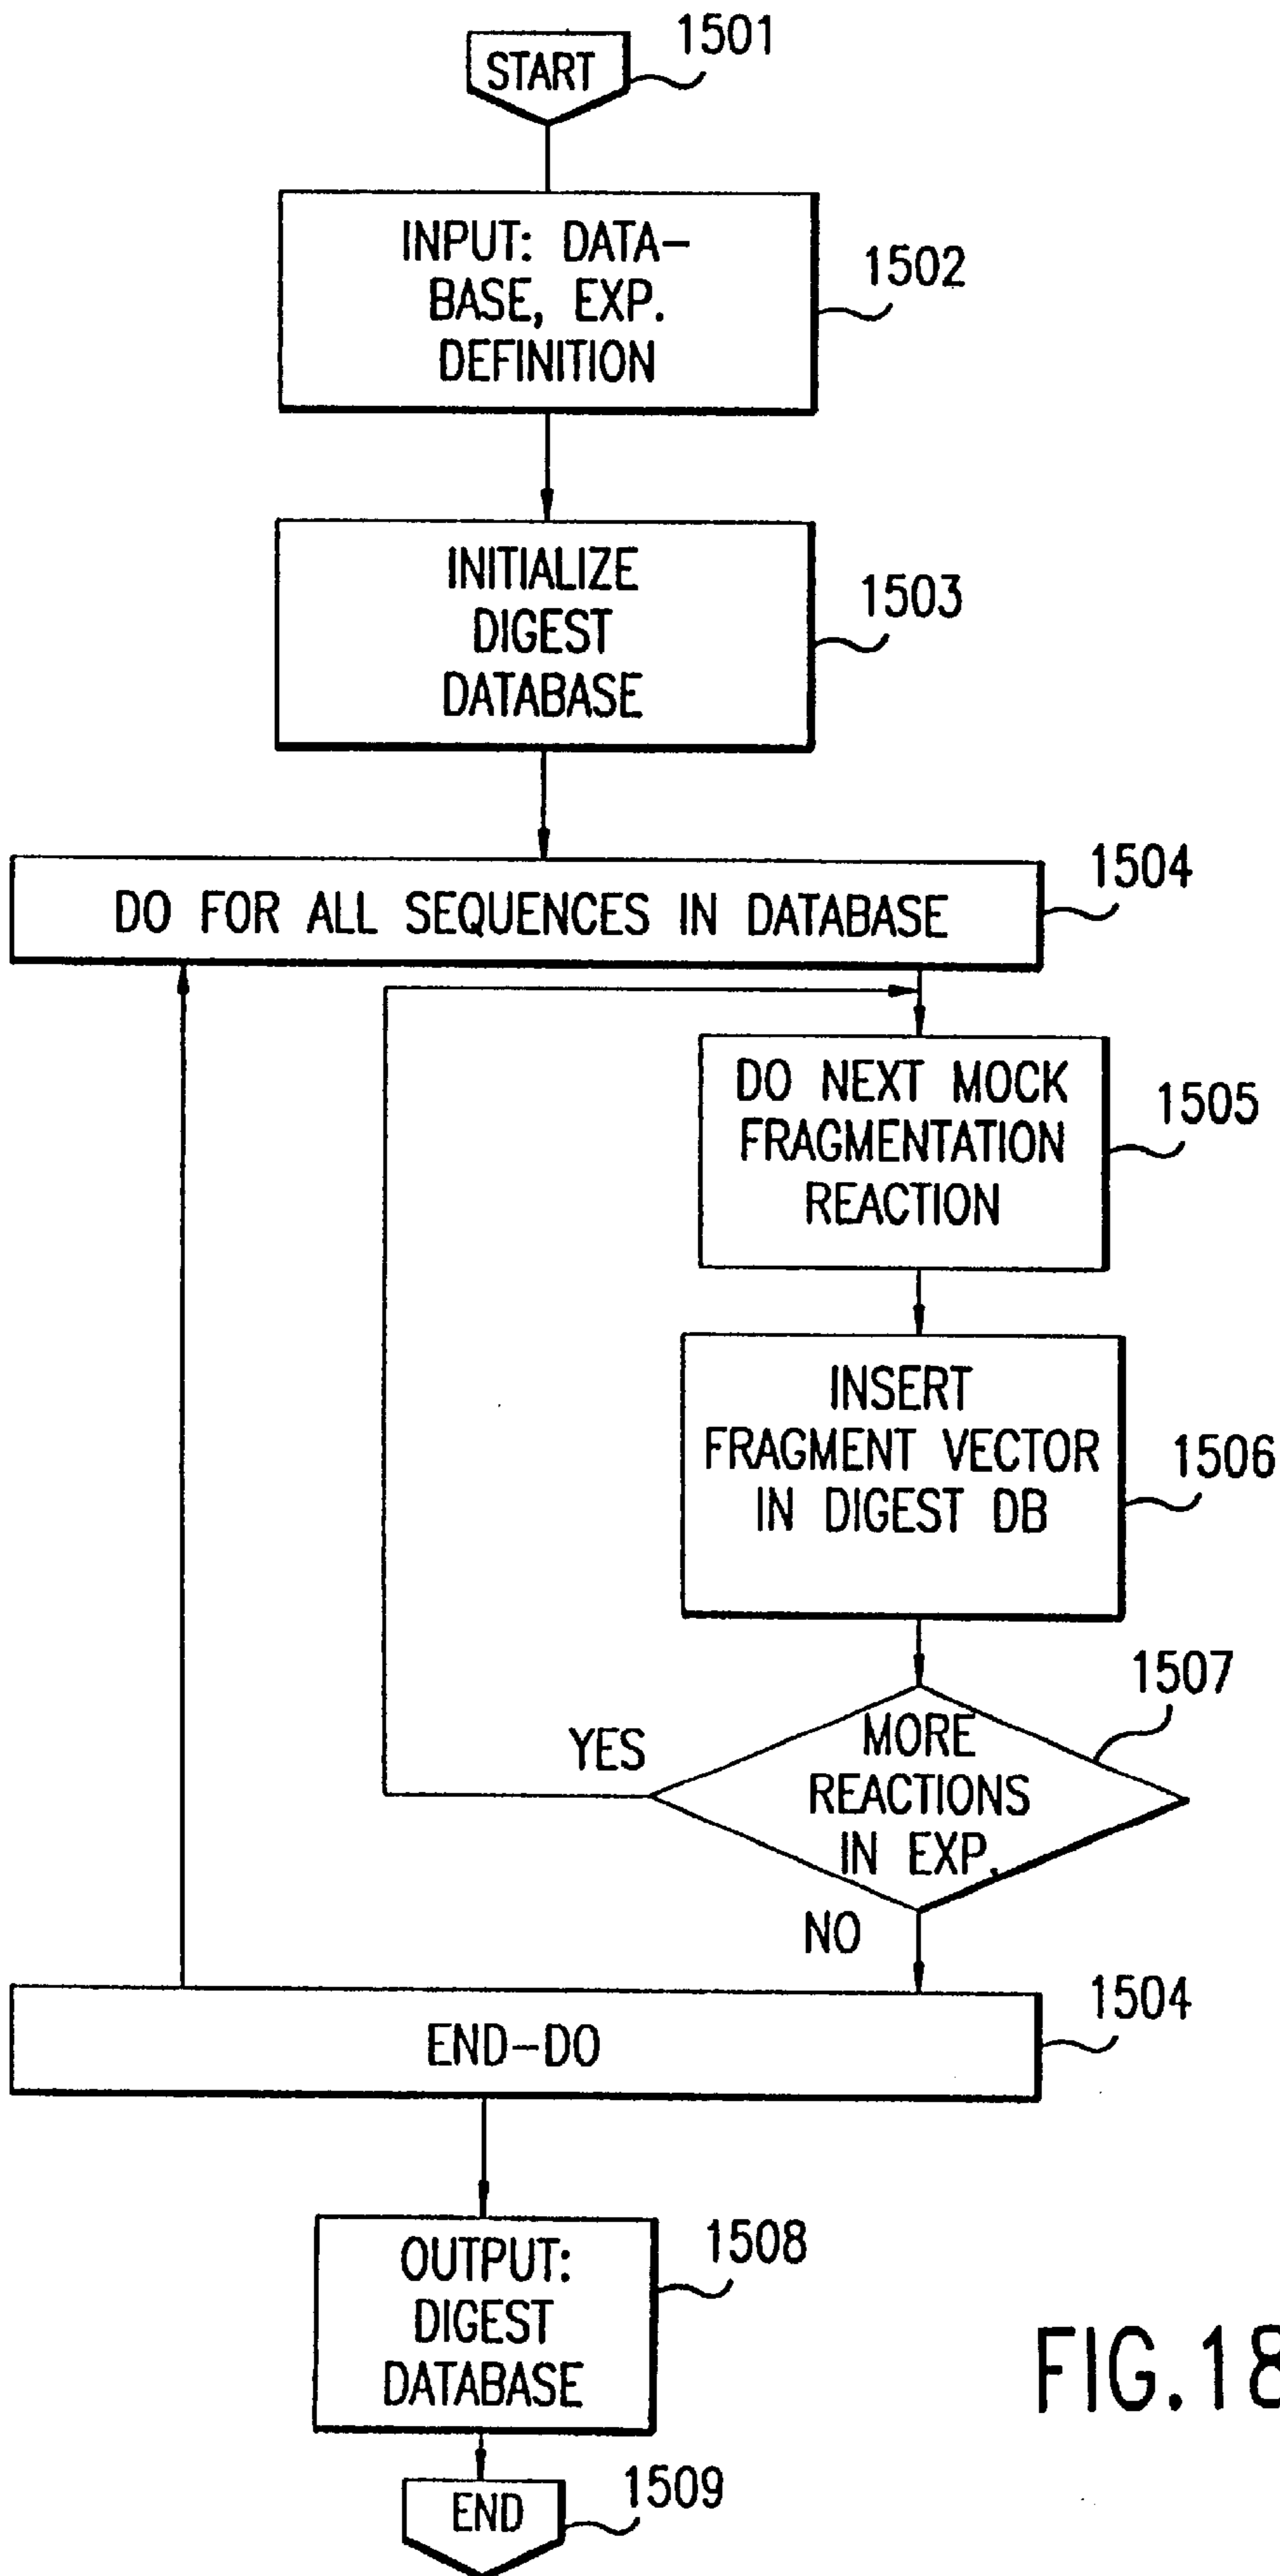 START
1501
INPUT: DATA-
BASE, EXP.
DEFINITION
1502
INITIALIZE
DIGEST
DATABASE
1503
DO FOR ALL SEQUENCES IN DATABASE
1504
DO NEXT MOCK
FRAGMENTATION
REACTION
1505
INSERT
FRAGMENT VECTOR
IN DIGEST DB
1506
MORE
REACTIONS
IN EXP.
1507
YES
NO
END-DO
1504
OUTPUT:
DIGEST
DATABASE
1508
END
1509
FIG.18